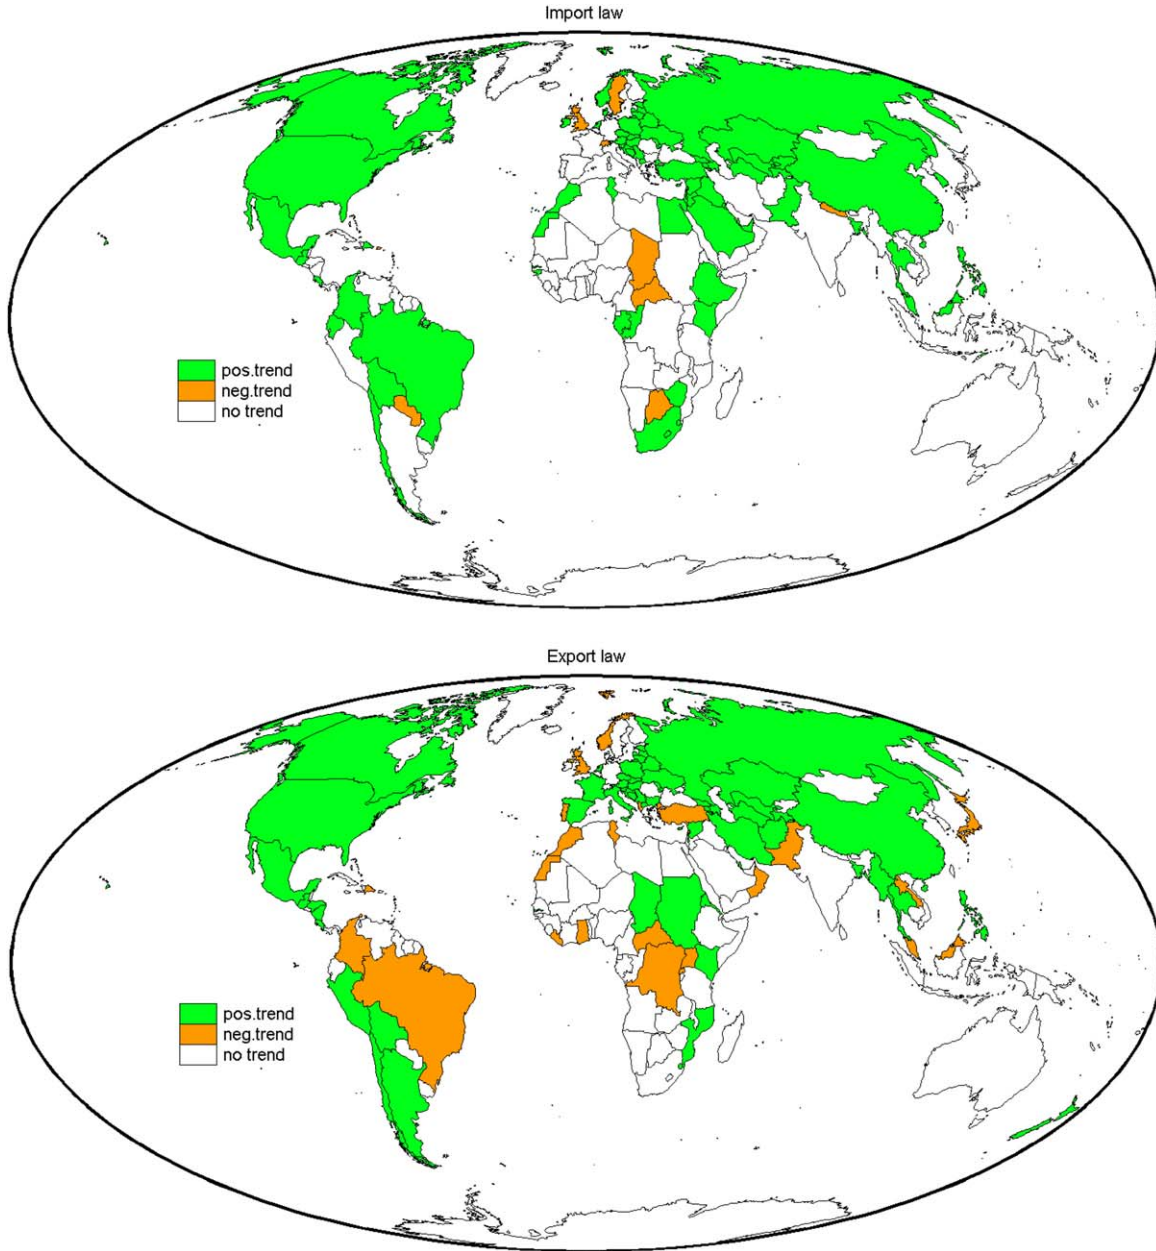 Import law
pos.trend
neg.trend
no trend
Export law
pos.trend
neg.trend
no trend